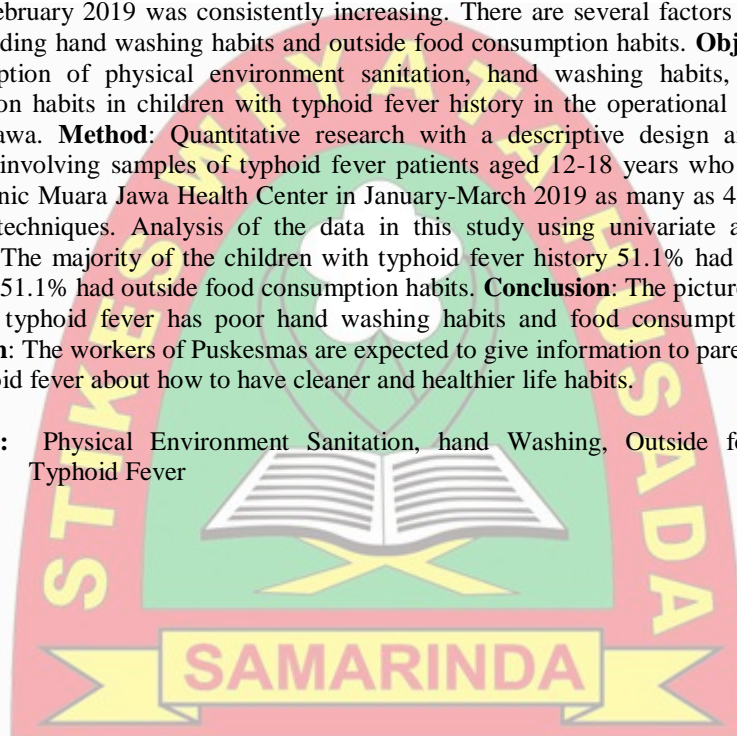 ebruary 2019 was consistently increasing. There are several factors
ding hand washing habits and outside food consumption habits. Obj
ption of physical environment sanitation, hand washing habits,
on habits in children with typhoid fever history in the operational
awa. Method: Quantitative research with a descriptive design a
involving samples of typhoid fever patients aged 12-18 years who
nic Muara Jawa Health Center in January-March 2019 as many as 4
techniques. Analysis of the data in this study using univariate a
The majority of the children with typhoid fever history 51.1% had
51.1% had outside food consumption habits. Conclusion: The picture
typhoid fever has poor hand washing habits and food consumpt
n: The workers of Puskesmas are expected to give information to pare
oid fever about how to have cleaner and healthier life habits.
: Physical Environment Sanitation, hand Washing, Outside fo
Typhoid Fever
STIKES WIYATA HUSADA
SAMARINDA